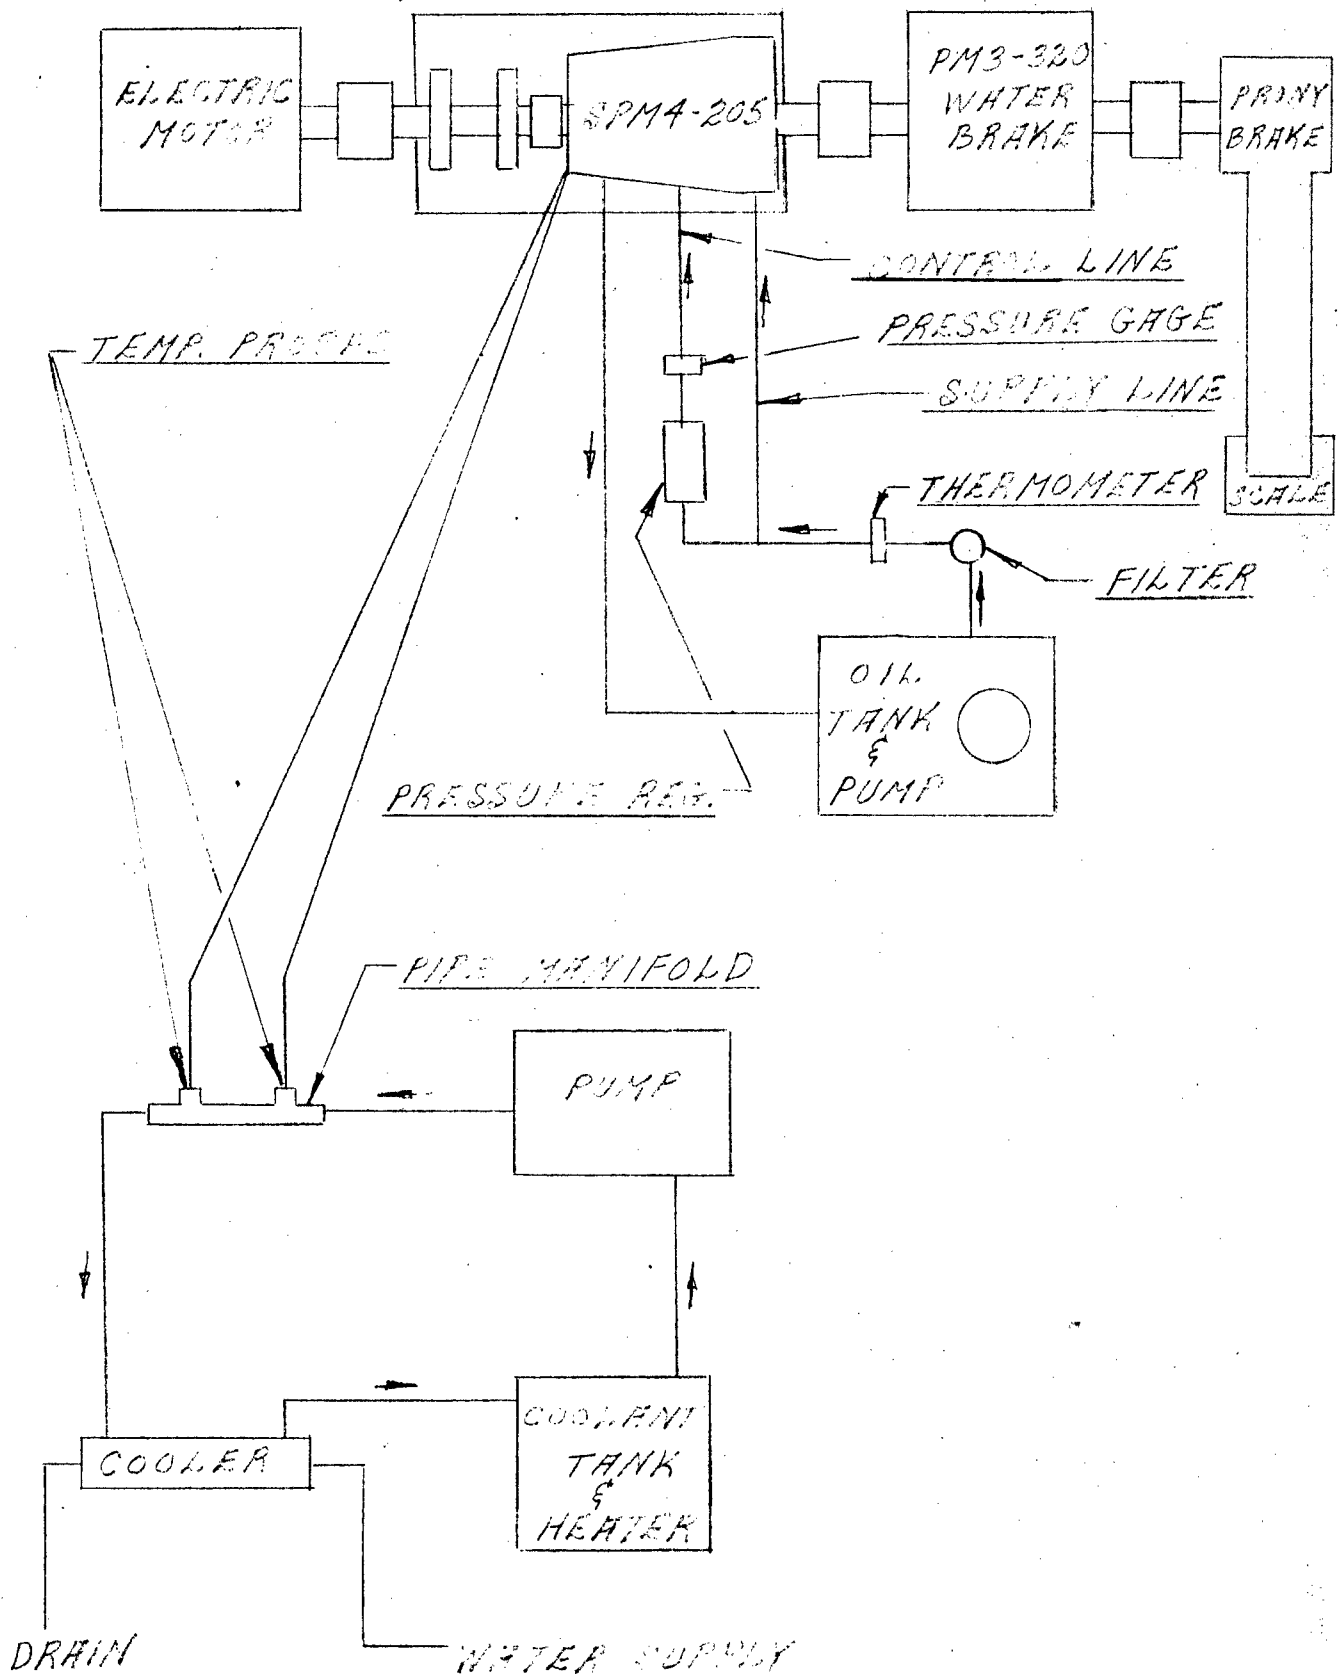 ELECTRIC
MOTOR
SPM4-205
PM3-320
WATER
BRAKE
PRONY
BRAKE
CONTROL LINE
PRESSURE GAGE
TEMP. PROBES
SUPPLY LINE
THERMOMETER
SCALE
FILTER
OIL
TANK
&
PUMP
PRESSURE REG.
PIPE MANIFOLD
PUMP
COOLANT
TANK
&
HEATER
COOLER
DRAIN
WATER SUPPLY